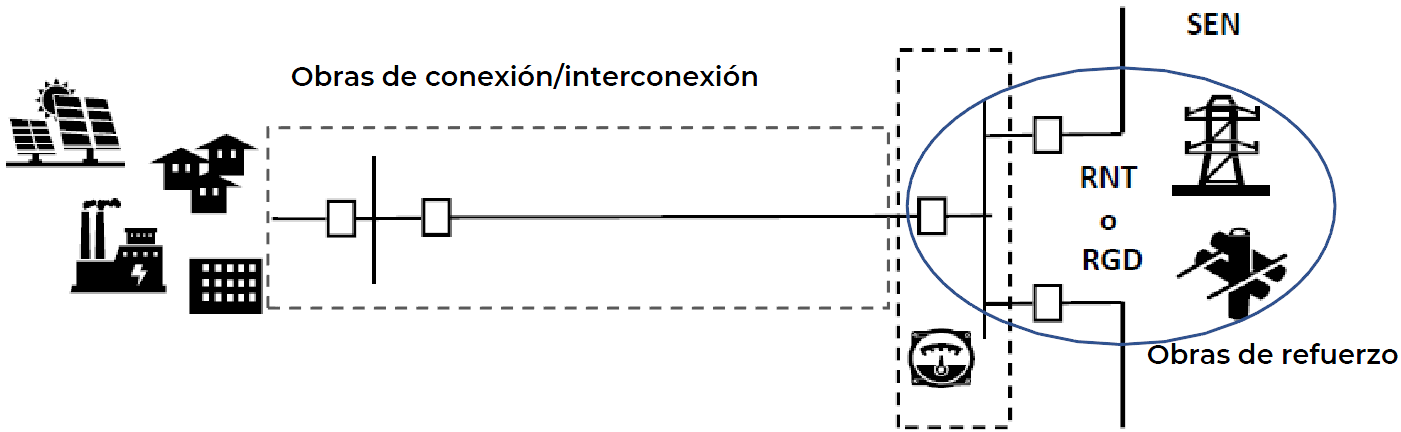 SEN
Obras de conexión/interconexión
RNT
o
RGD
Obras de refuerzo